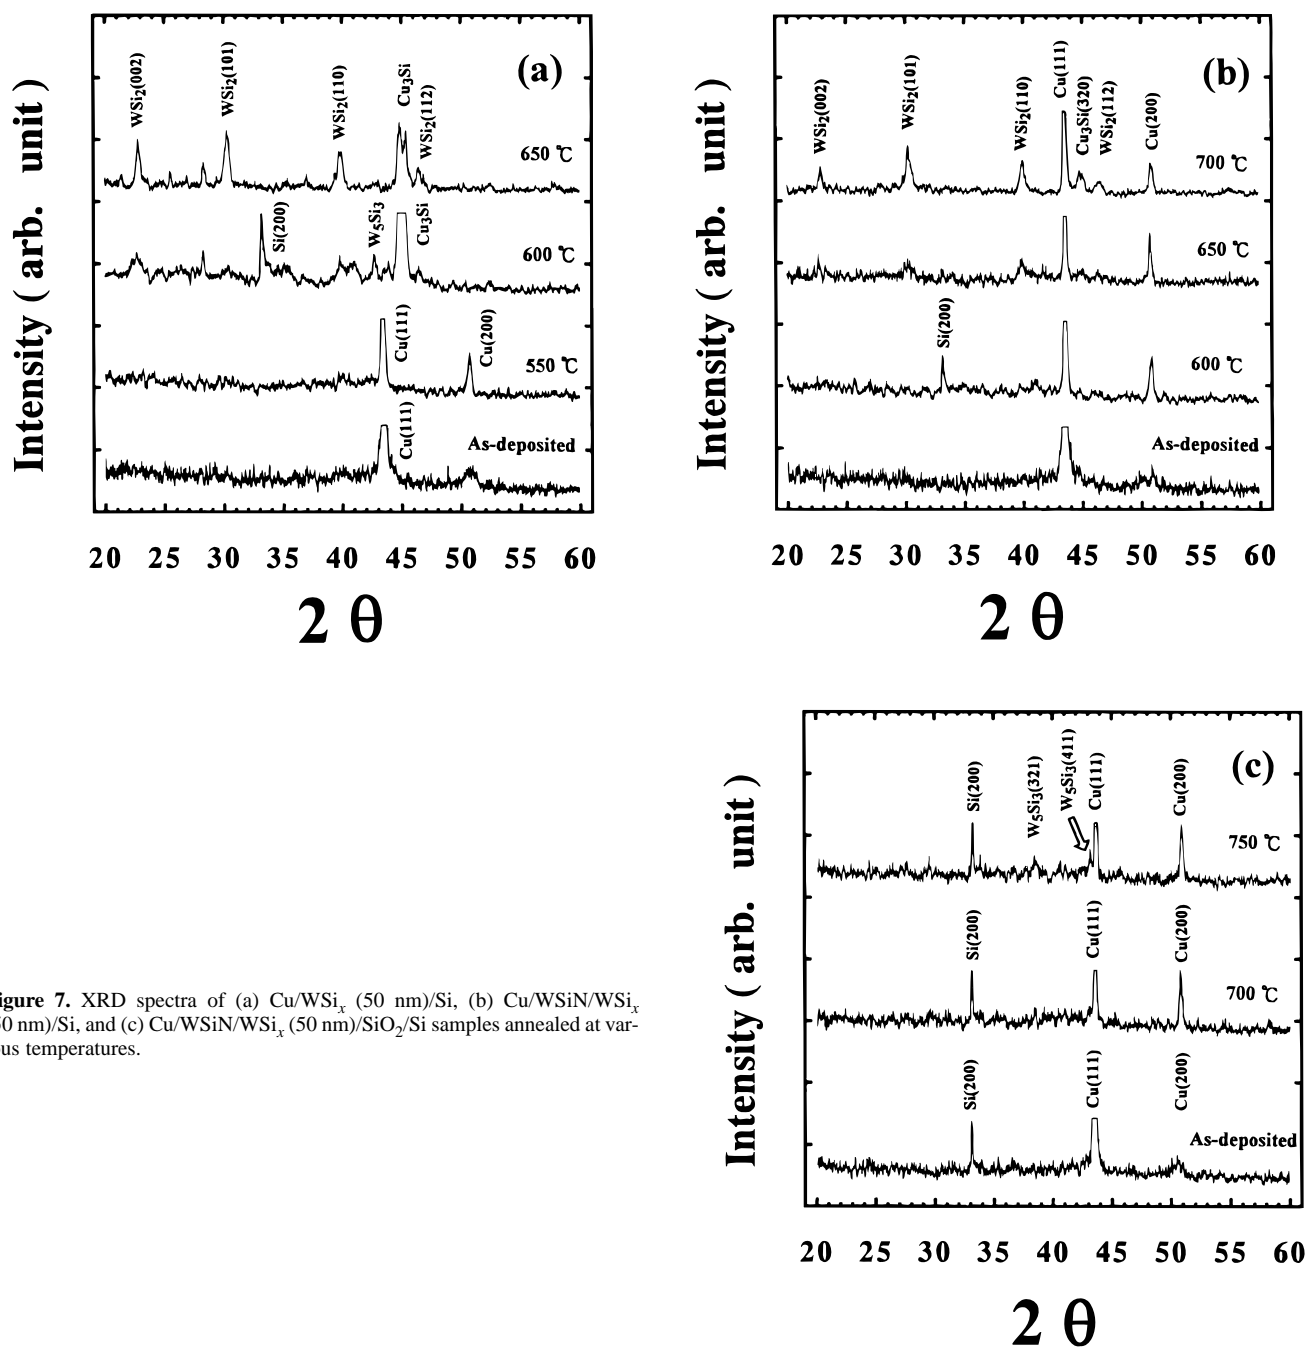 (a)
Intensity ( arb. unit )
WSi2(002)
WSi2(101)
WSi2(110)
Cu3Si
WSi2(112)
650 ℃
Si(200)
W5Si3
Cu3Si
600 ℃
Cu(111)
Cu(200)
550 ℃
Cu(111)
As-deposited
20 25 30 35 40 45 50 55 60
2 θ
(b)
Intensity ( arb. unit )
WSi2(002)
WSi2(101)
WSi2(110)
Cu(111)
Cu3Si(320)
WSi2(112)
Cu(200)
700 ℃
650 ℃
Si(200)
600 ℃
As-deposited
20 25 30 35 40 45 50 55 60
2 θ
(c)
Intensity ( arb. unit )
Si(200)
W5Si3(321)
W5Si3(411)
Cu(111)
Cu(200)
750 ℃
Si(200)
Cu(111)
Cu(200)
700 ℃
Si(200)
Cu(111)
Cu(200)
As-deposited
20 25 30 35 40 45 50 55 60
2 θ
igure 7. XRD spectra of (a) Cu/WSix (50 nm)/Si, (b) Cu/WSiN/WSix
0 nm)/Si, and (c) Cu/WSiN/WSix (50 nm)/SiO2/Si samples annealed at var-
us temperatures.